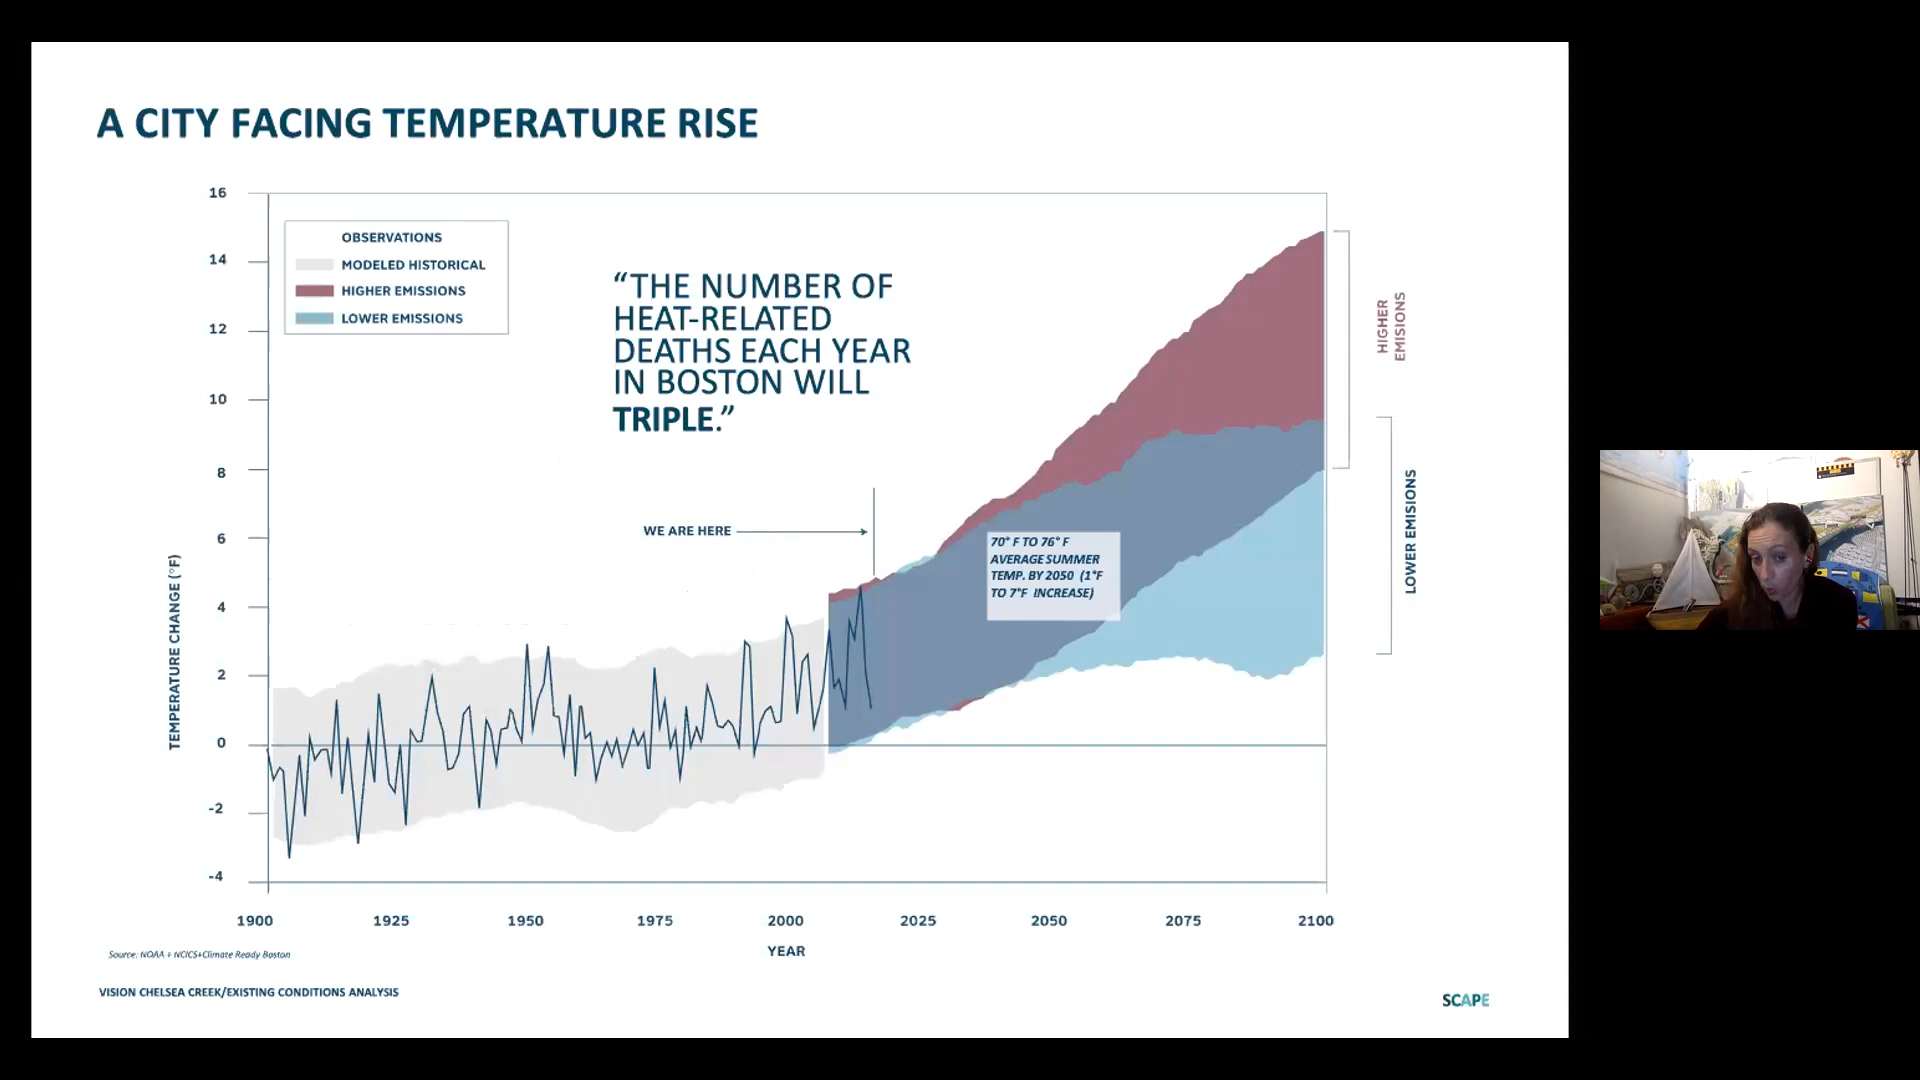 A CITY FACING TEMPERATURE RISE
16
14
12
10
8
6
4
2
0
-2
-4
TEMPERATURE CHANGE (°F)
OBSERVATIONS
MODELED HISTORICAL
HIGHER EMISSIONS
LOWER EMISSIONS
“THE NUMBER OF
HEAT-RELATED
DEATHS EACH YEAR
IN BOSTON WILL
TRIPLE.”
WE ARE HERE
70° F TO 76° F
AVERAGE SUMMER
TEMP. BY 2050 (1°F
TO 7°F INCREASE)
HIGHER
EMISIONS
LOWER EMISSIONS
1900 1925 1950 1975 2000 2025 2050 2075 2100
YEAR
Source: NOAA + NCICS+Climate Ready Boston
VISION CHELSEA CREEK/EXISTING CONDITIONS ANALYSIS
SCAPE